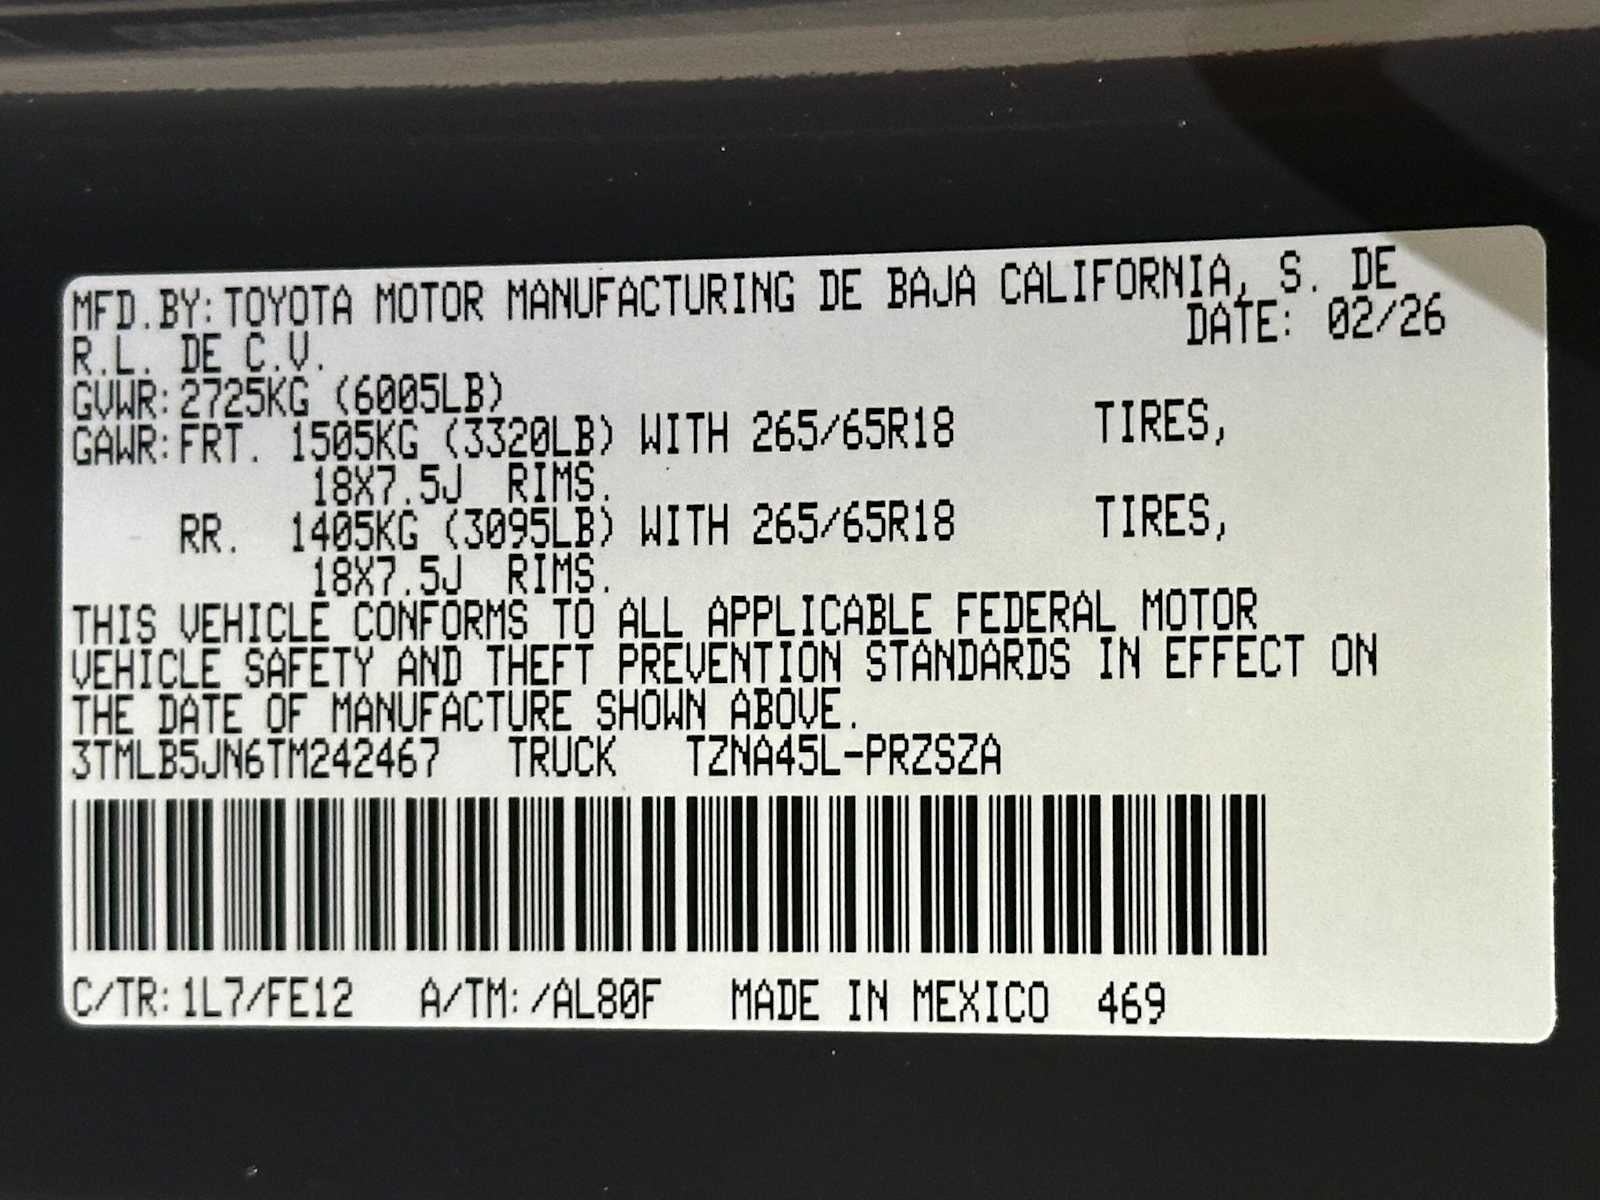 MFD.BY:TOYOTA MOTOR MANUFACTURING DE BAJA CALIFORNIA, S. DE
R.L. DE C.V. DATE: 02/26
GVWR:2725KG (6005LB)
GAWR:FRT. 1505KG (3320LB) WITH 265/65R18 TIRES,
18X7.5J RIMS.
RR. 1405KG (3095LB) WITH 265/65R18 TIRES,
18X7.5J RIMS.
THIS VEHICLE CONFORMS TO ALL APPLICABLE FEDERAL MOTOR
VEHICLE SAFETY AND THEFT PREVENTION STANDARDS IN EFFECT ON
THE DATE OF MANUFACTURE SHOWN ABOVE.
3TMLB5JN6TM242467 TRUCK TZNA45L-PRZSZA
C/TR:1L7/FE12 A/TM:/AL80F MADE IN MEXICO 469